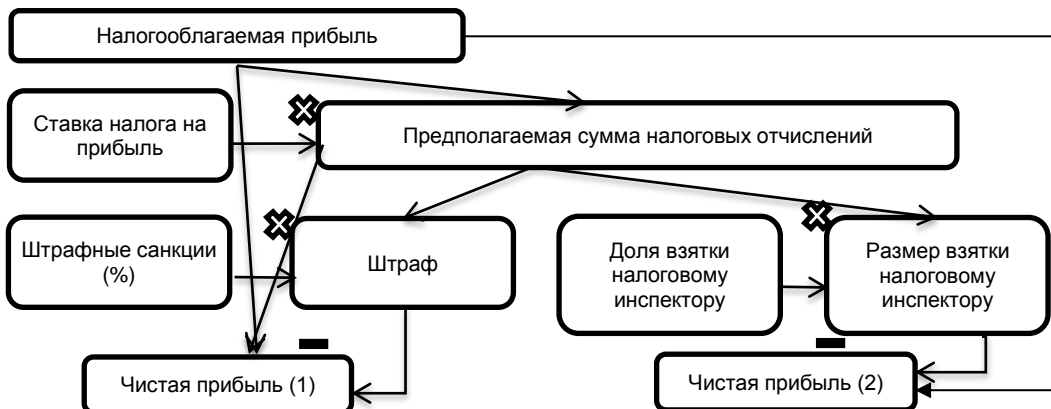 Налогооблагаемая прибыль
Ставка налога на
прибыль
Предполагаемая сумма налоговых отчислений
Штрафные санкции
(%)
Штраф
Доля взятки
налоговому
инспектору
Размер взятки
налоговому
инспектору
Чистая прибыль (1)
Чистая прибыль (2)